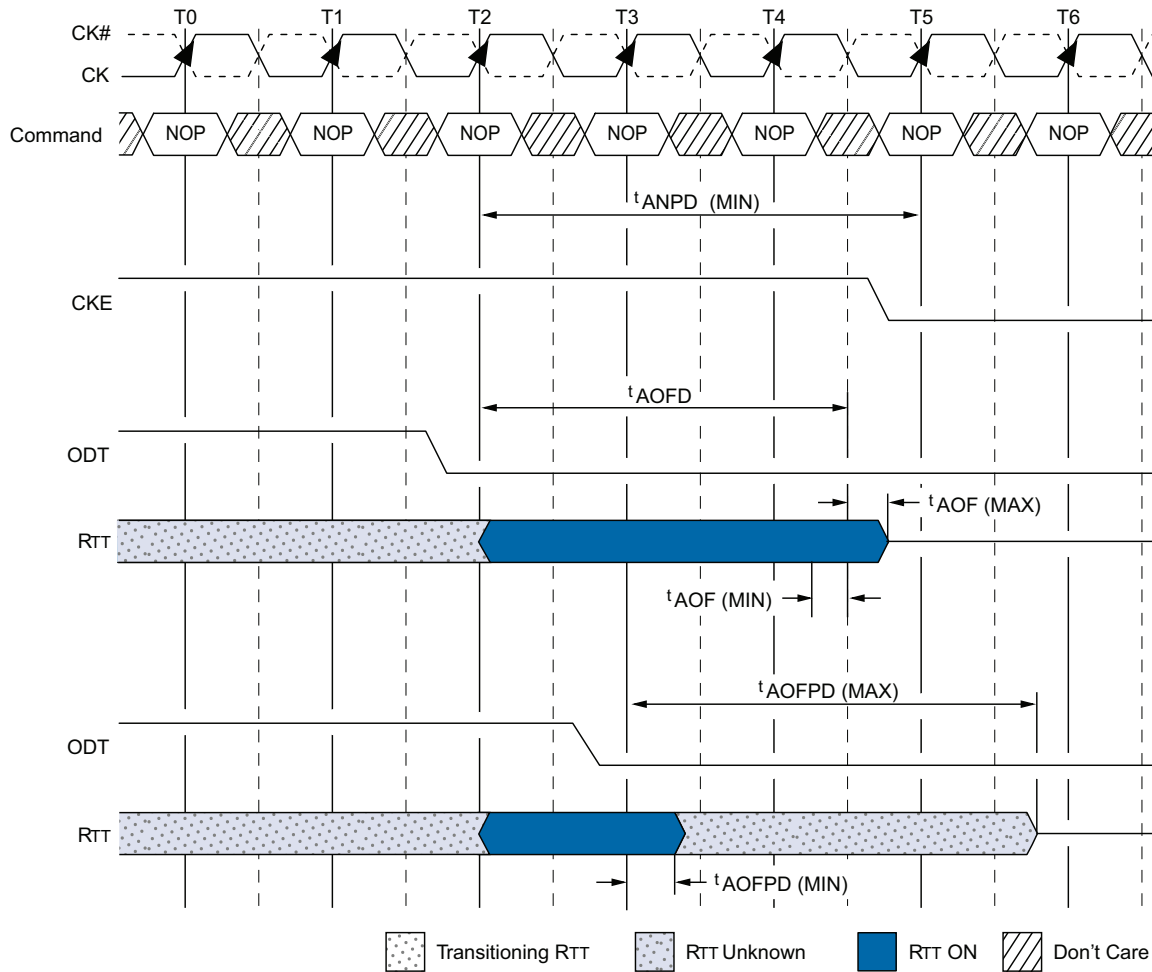 T0 T1 T2 T3 T4 T5 T6
CK#
CK
Command NOP NOP NOP NOP NOP NOP NOP
tANPD (MIN)
CKE
tAOFD
ODT
tAOF (MAX)
RTT
tAOF (MIN)
tAOFPD (MAX)
ODT
RTT
tAOFPD (MIN)
Transitioning RTT RTT Unknown RTT ON Don't Care